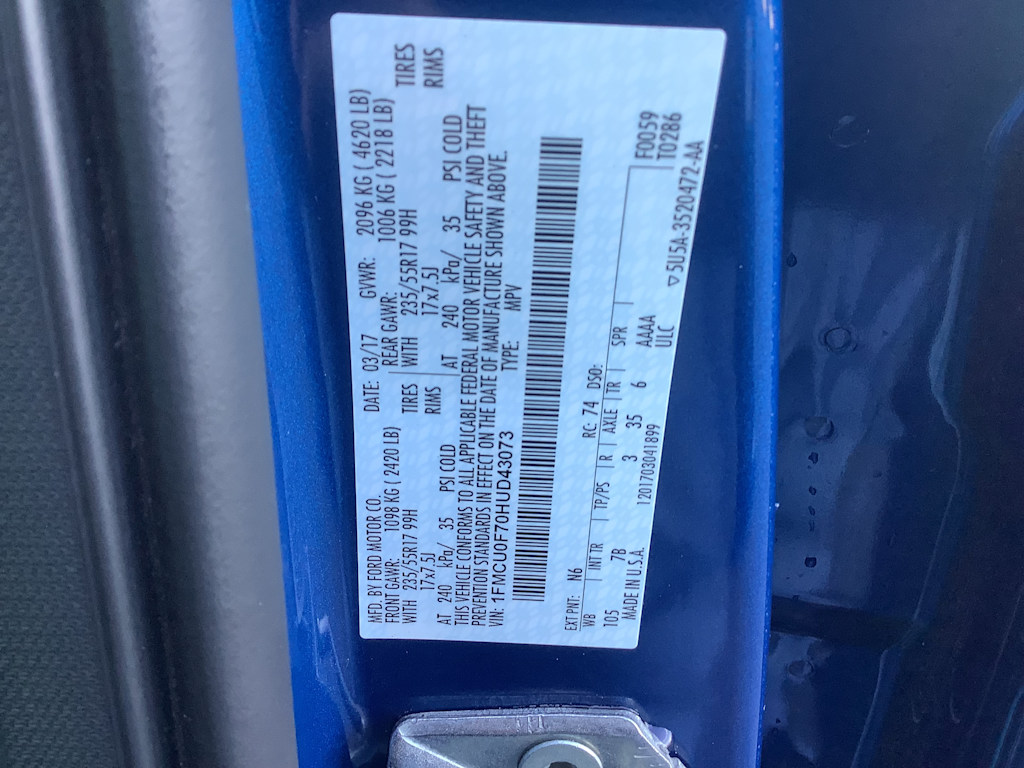 MFD. BY FORD MOTOR CO. DATE: 03/17 GVWR: 2096 KG ( 4620 LB)
FRONT GAWR: 1098 KG ( 2420 LB) REAR GAWR: 1006 KG ( 2218 LB)
WITH 235/55R17 99H TIRES WITH 235/55R17 99H TIRES
17x7.5J RIMS 17x7.5J RIMS
AT 240 kPa/ 35 PSI COLD AT 240 kPa/ 35 PSI COLD
THIS VEHICLE CONFORMS TO ALL APPLICABLE FEDERAL MOTOR VEHICLE SAFETY AND THEFT
PREVENTION STANDARDS IN EFFECT ON THE DATE OF MANUFACTURE SHOWN ABOVE.
VIN: 1FMCU0F70HUD43073 TYPE: MPV
EXT PNT: N6 RC: 74 DSO: F0059
WB INT TR TP/PS R AXLE TR SPR T0286
105 7B 3 35 6 AAAA
MADE IN U.S.A. 1201703041899 ULC ▽5U5A-3520472-AA